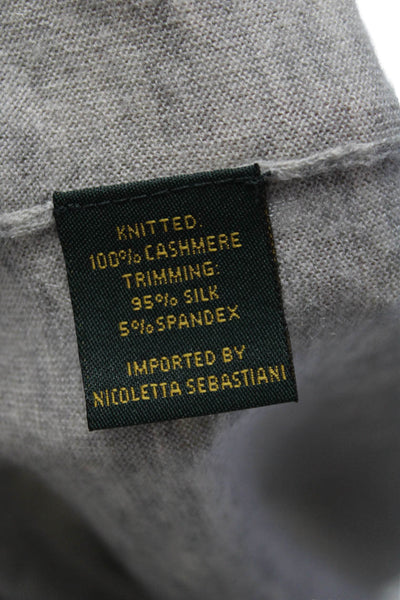 KNITTED:
100% CASHMERE
TRIMMING:
95% SILK
5% SPANDEX
IMPORTED BY
NICOLETTA SEBASTIANI